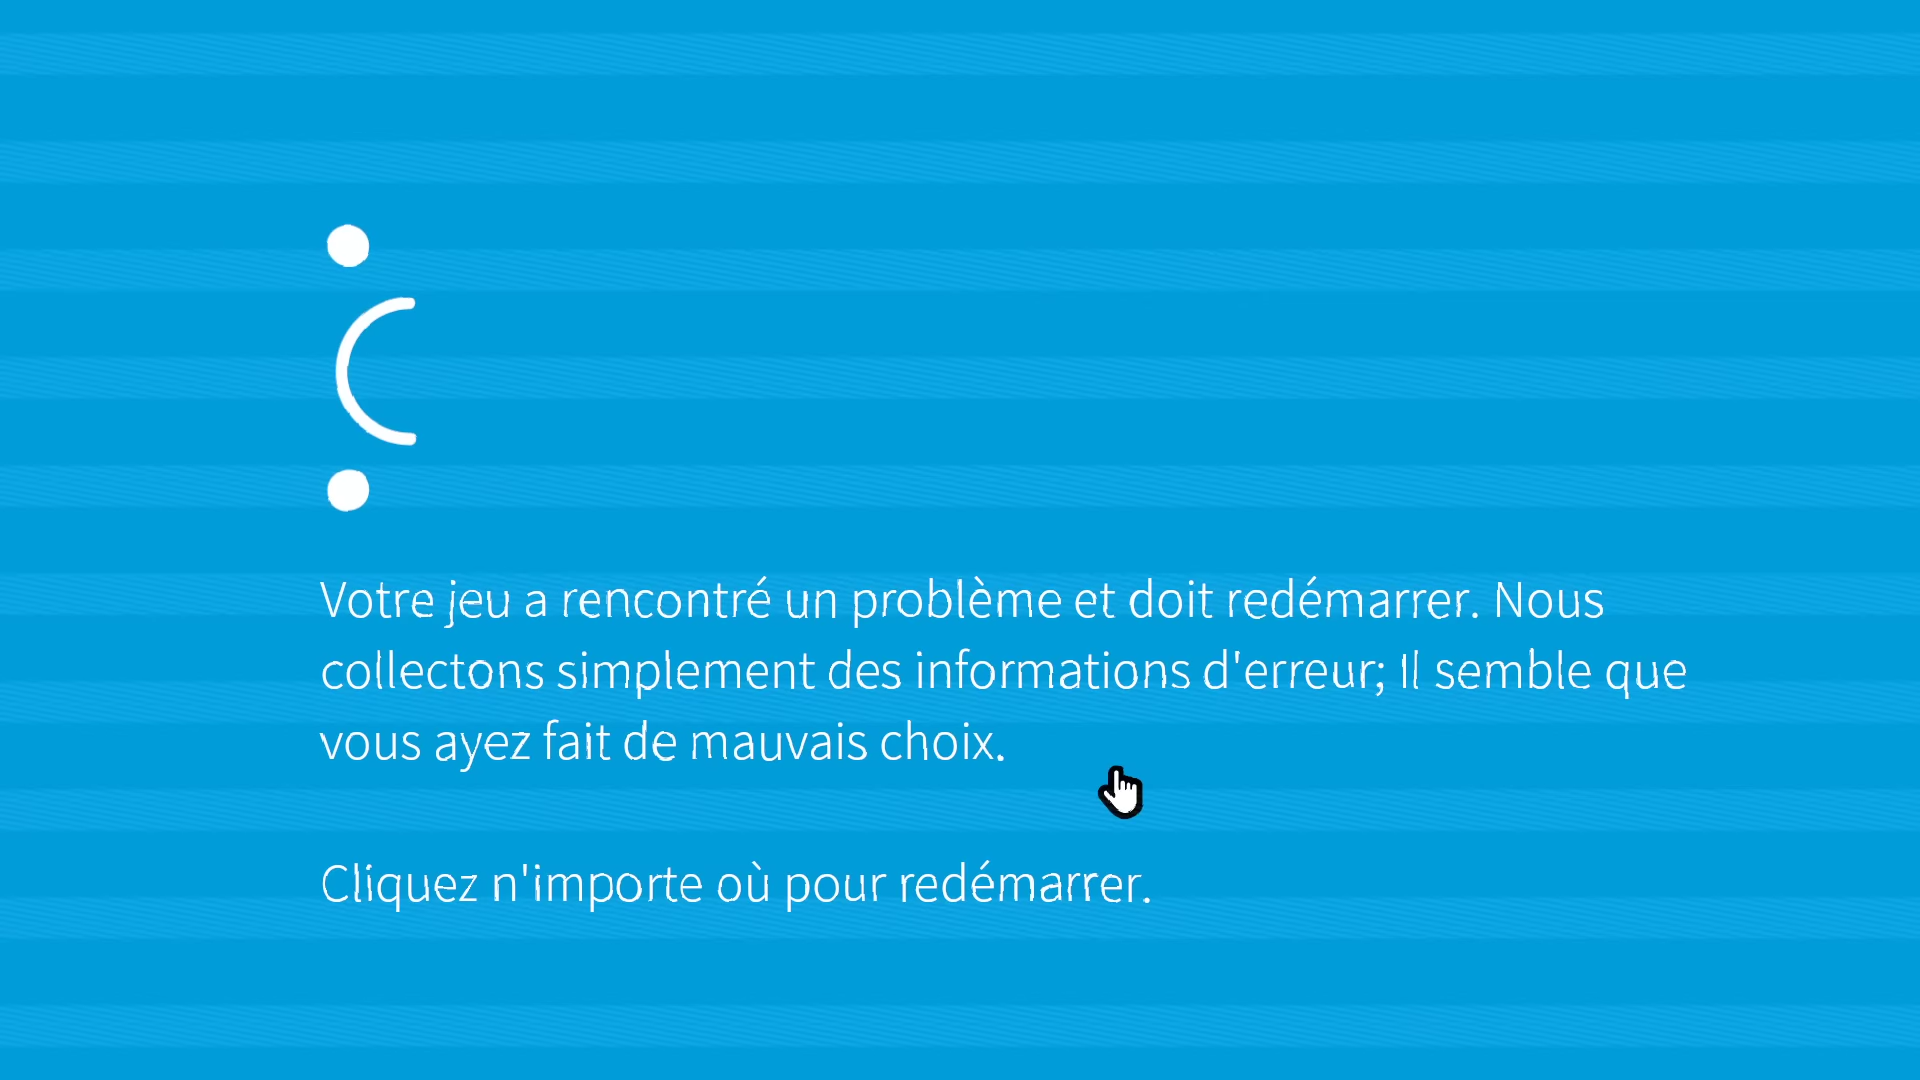 Votre jeu a rencontré un problème et doit redémarrer. Nous
collectons simplement des informations d'erreur; Il semble que
vous ayez fait de mauvais choix.
Cliquez n'importe où pour redémarrer.